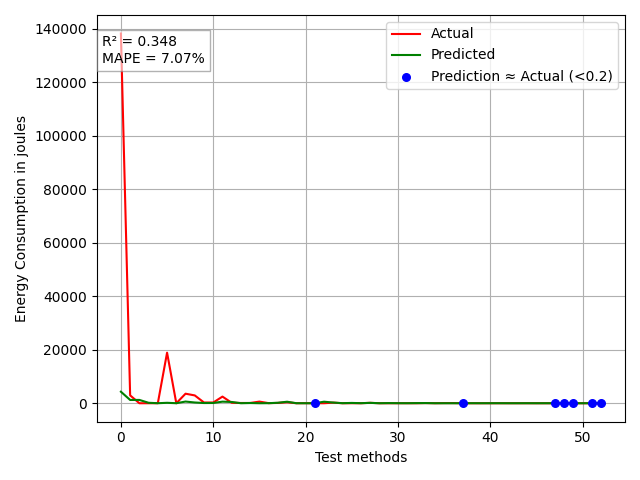 R² = 0.348
MAPE = 7.07%
Actual
Predicted
Prediction ≈ Actual (<0.2)
140000
120000
100000
80000
60000
40000
20000
0
Energy Consumption in joules
0 10 20 30 40 50
Test methods